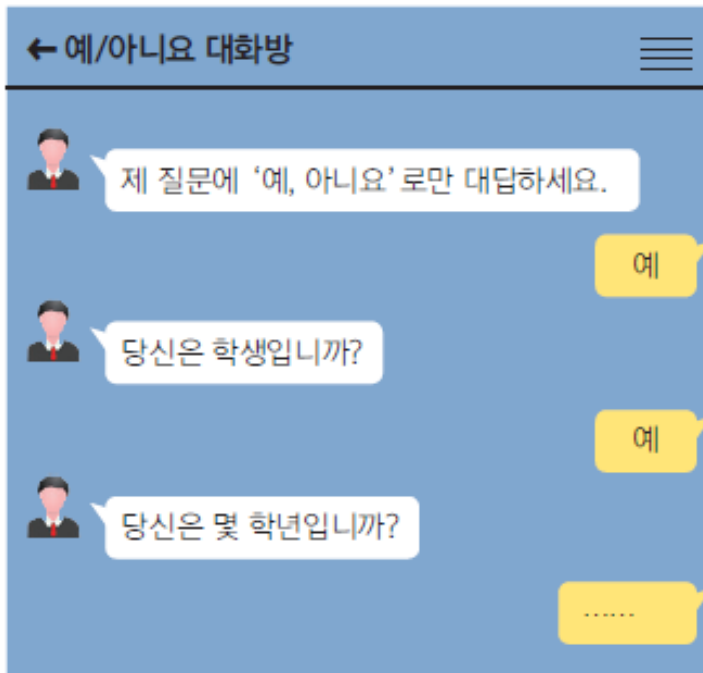 ← 예/아니요 대화방
제 질문에 ‘예, 아니요’로만 대답하세요.
예
당신은 학생입니까?
예
당신은 몇 학년입니까?
……